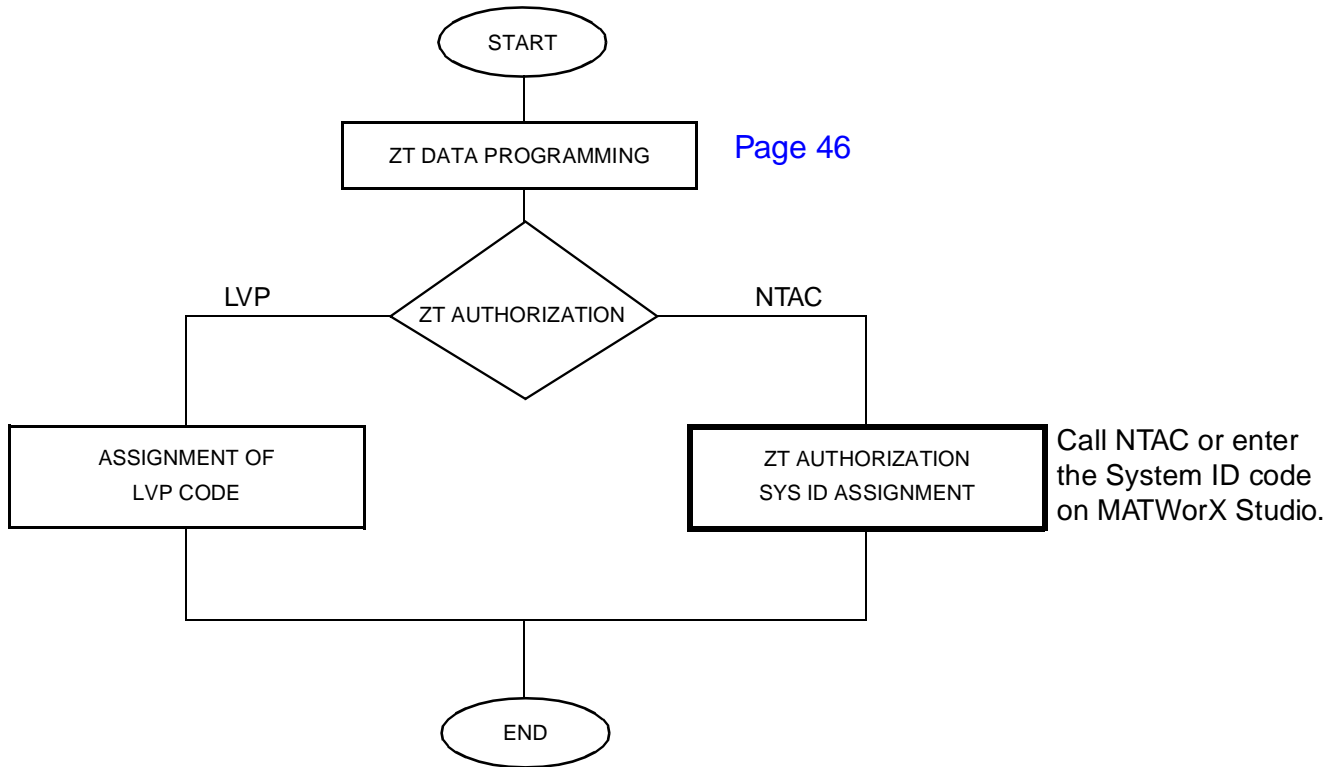 START
ZT DATA PROGRAMMING
Page 46
LVP
NTAC
ZT AUTHORIZATION
ASSIGNMENT OF
LVP CODE
ZT AUTHORIZATION
SYS ID ASSIGNMENT
Call NTAC or enter
the System ID code
on MATWorX Studio.
END